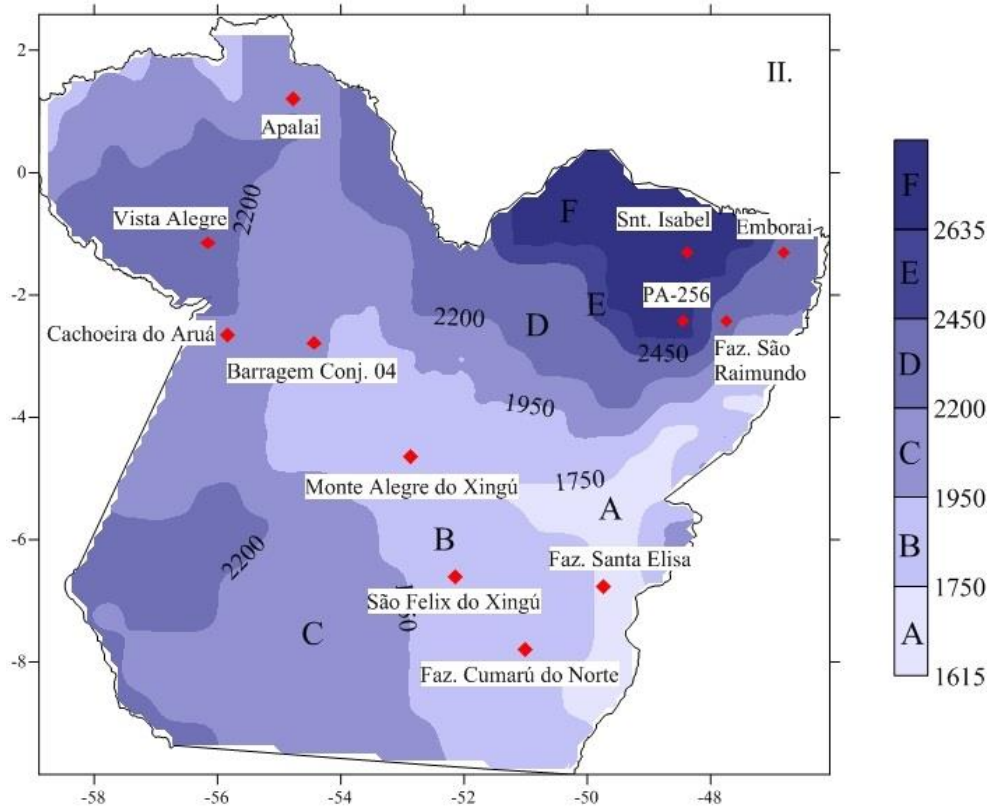 II.
2
0
-2
-4
-6
-8
-58
-56
-54
-52
-50
-48
Apalai
2200
Vista Alegre
F
Snt. Isabel
Emborai
PA-256
E
D
2200
2450
Cachoeira do Aruá
Barragem Conj. 04
Faz. São
Raimundo
1950
Monte Alegre do Xingú
1750
A
B
2200
Faz. Santa Elisa
São Felix do Xingú
C
Faz. Cumarú do Norte
F
2635
E
2450
D
2200
C
1950
B
1750
A
1615